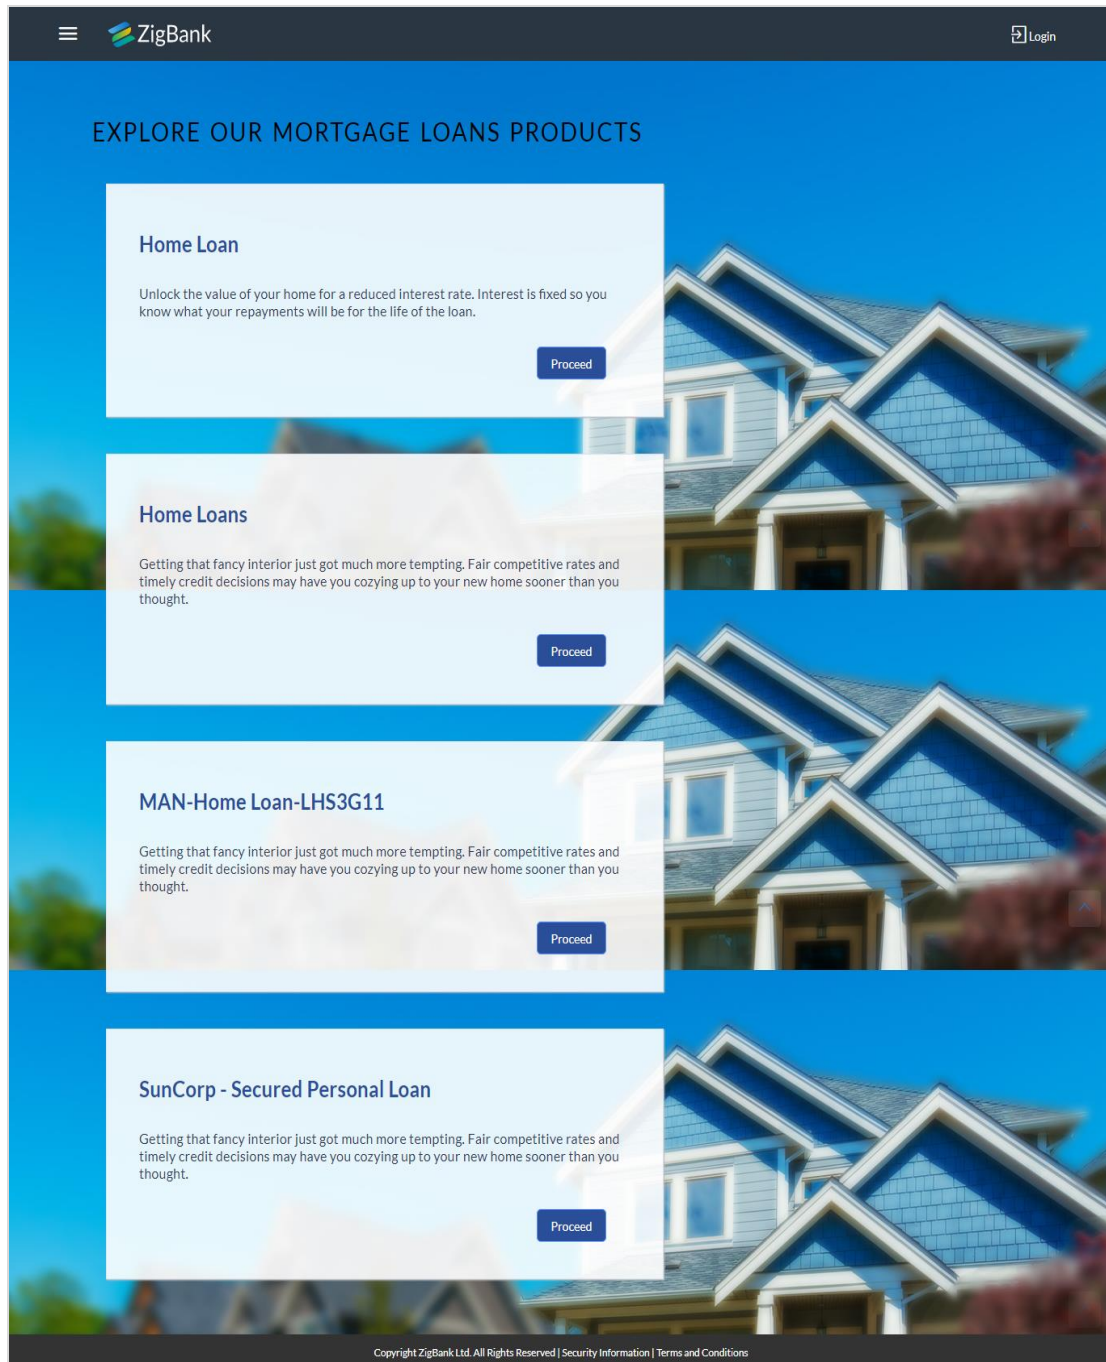 ZigBank
Login
EXPLORE OUR MORTGAGE LOANS PRODUCTS
Home Loan
Unlock the value of your home for a reduced interest rate. Interest is fixed so you
know what your repayments will be for the life of the loan.
Proceed
Home Loans
Getting that fancy interior just got much more tempting. Fair competitive rates and
timely credit decisions may have you cozying up to your new home sooner than you
thought.
Proceed
MAN-Home Loan-LHS3G11
Getting that fancy interior just got much more tempting. Fair competitive rates and
timely credit decisions may have you cozying up to your new home sooner than you
thought.
Proceed
SunCorp - Secured Personal Loan
Getting that fancy interior just got much more tempting. Fair competitive rates and
timely credit decisions may have you cozying up to your new home sooner than you
thought.
Proceed
Copyright ZigBank Ltd. All Rights Reserved | Security Information | Terms and Conditions